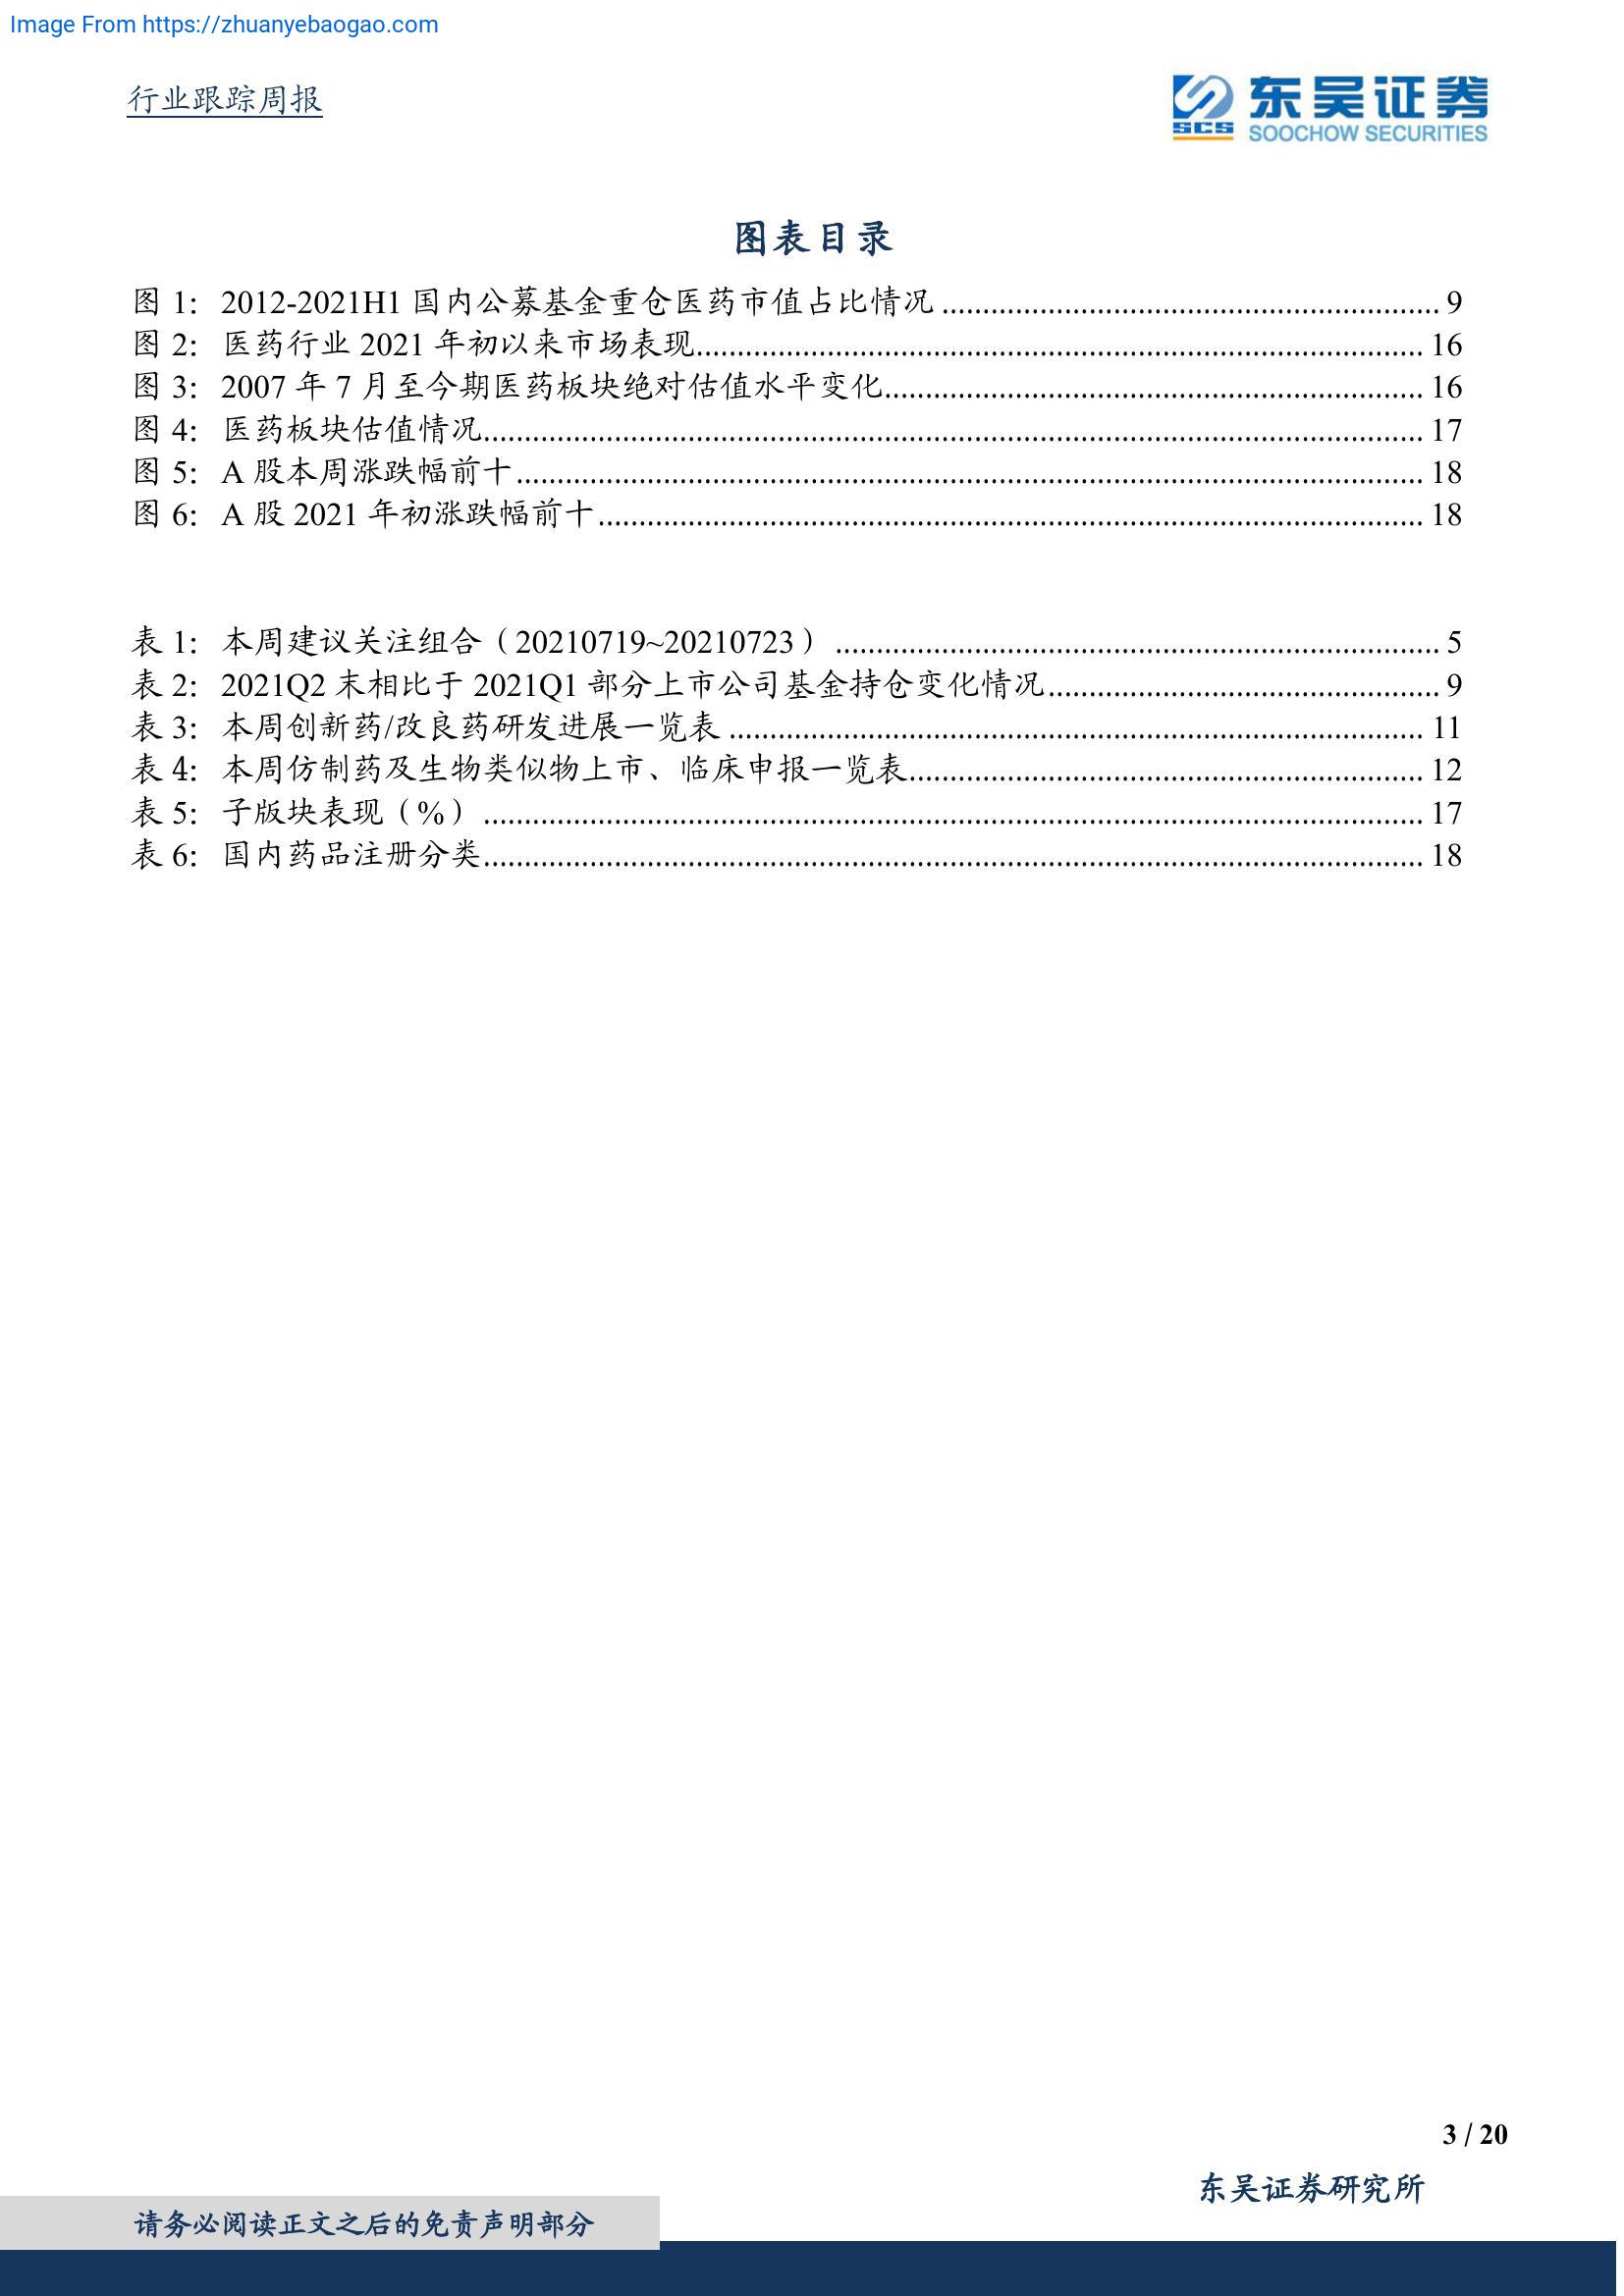 Image From https://zhuanyebaogao.com
行业跟踪周报
东吴证券
SCS
SOOCHOW SECURITIES
图表目录
图 1: 2012-2021H1 国内公募基金重仓医药市值占比情况 ............................................................. 9
图 2: 医药行业 2021 年初以来市场表现......................................................................................... 16
图 3: 2007 年 7 月至今期医药板块绝对估值水平变化.................................................................. 16
图 4: 医药板块估值情况................................................................................................................... 17
图 5: A 股本周涨跌幅前十............................................................................................................... 18
图 6: A 股 2021 年初涨跌幅前十..................................................................................................... 18
表 1: 本周建议关注组合（20210719~20210723） .......................................................................... 5
表 2: 2021Q2 末相比于 2021Q1 部分上市公司基金持仓变化情况................................................ 9
表 3: 本周创新药/改良药研发进展一览表 ..................................................................................... 11
表 4: 本周仿制药及生物类似物上市、临床申报一览表............................................................... 12
表 5: 子版块表现（%） ................................................................................................................... 17
表 6: 国内药品注册分类................................................................................................................... 18
3 / 20
东吴证券研究所
请务必阅读正文之后的免责声明部分